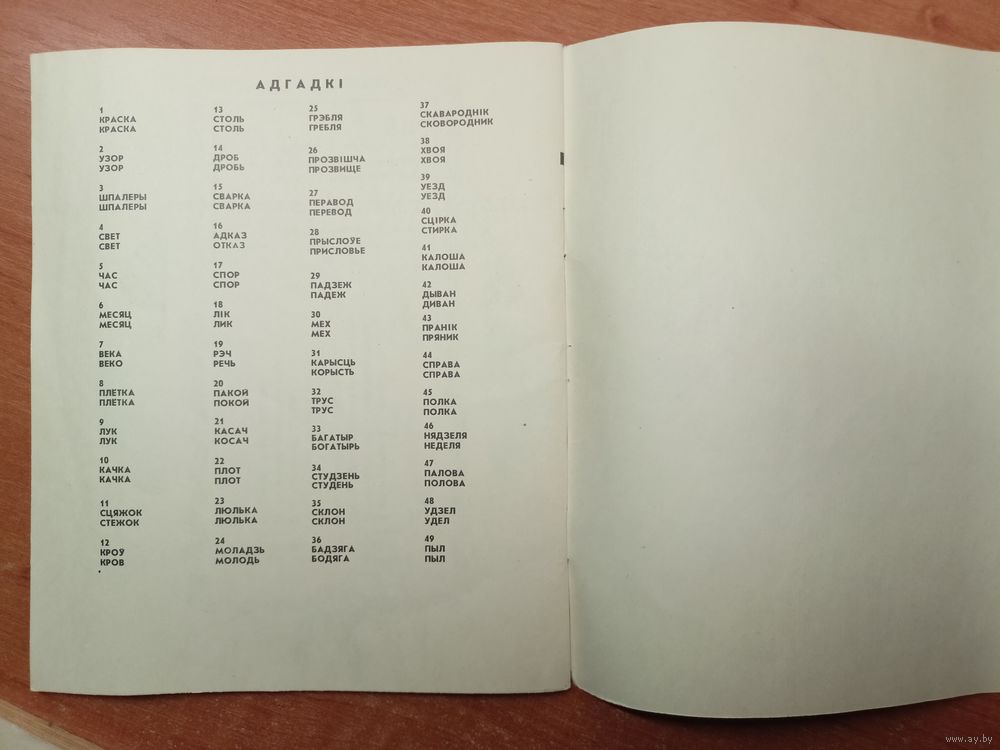 АДГАДКІ
1
КРАСКА
КРАСКА
2
УЗОР
УЗОР
3
ШПАЛЕРЫ
ШПАЛЕРЫ
4
СВЕТ
СВЕТ
5
ЧАС
ЧАС
6
МЕСЯЦ
МЕСЯЦ
7
ВЕКА
ВЕКО
8
ПЛЁТКА
ПЛЁТКА
9
ЛУК
ЛУК
10
КАЧКА
КАЧКА
11
СЦЯЖОК
СТЕЖОК
12
КРОЎ
КРОВ
13
СТОЛЬ
СТОЛЬ
14
ДРОБ
ДРОБЬ
15
СВАРКА
СВАРКА
16
АДКАЗ
ОТКАЗ
17
СПОР
СПОР
18
ЛІК
ЛИК
19
РЭЧ
РЕЧЬ
20
ПАКОЙ
ПОКОЙ
21
КАСАЧ
КОСАЧ
22
ПЛОТ
ПЛОТ
23
ЛЮЛЬКА
ЛЮЛЬКА
24
МОЛАДЗЬ
МОЛОДЬ
25
ГРЭБЛЯ
ГРЕБЛЯ
26
ПРОЗВІШЧА
ПРОЗВИЩЕ
27
ПЕРАВОД
ПЕРЕВОД
28
ПРЫСЛОЎЕ
ПРИСЛОВЬЕ
29
ПАДЗЕЖ
ПАДЕЖ
30
МЕХ
МЕХ
31
КАРЫСЦЬ
КОРЫСТЬ
32
ТРУС
ТРУС
33
БАГАТЫР
БОГАТЫРЬ
34
СТУДЗЕНЬ
СТУДЕНЬ
35
СКЛОН
СКЛОН
36
БАДЗЯГА
БОДЯГА
37
СКАВАРОДНІК
СКОВОРОДНИК
38
ХВОЯ
ХВОЯ
39
УЕЗД
УЕЗД
40
СЦІРКА
СТИРКА
41
КАЛОША
КАЛОША
42
ДЫВАН
ДИВАН
43
ПРАНІК
ПРЯНИК
44
СПРАВА
СПРАВА
45
ПОЛКА
ПОЛКА
46
НЯДЗЕЛЯ
НЕДЕЛЯ
47
ПАЛОВА
ПОЛОВА
48
УДЗЕЛ
УДЕЛ
49
ПЫЛ
ПЫЛ
www.ay.by